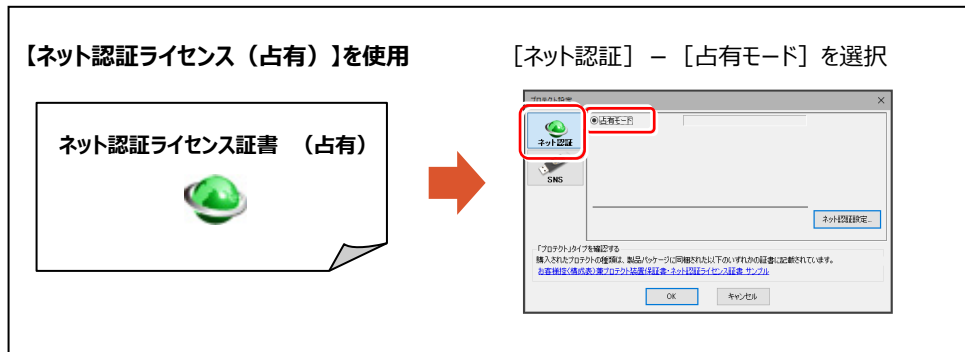 【ネット認証ライセンス（占有）】を使用
［ネット認証］ － ［占有モード］ を選択
ネット認証ライセンス証書　（占有）
プロテクト設定
占有モード
ネット認証
SNS
ネット認証設定...
「プロテクト」タイプを確認する
購入されたプロテクトの種類は、製品パッケージに同梱された以下のいずれかの証書に記載されています。
お客様控（構成表）兼プロテクト装置保証書・ネット認証ライセンス証書 サンプル
OK
キャンセル